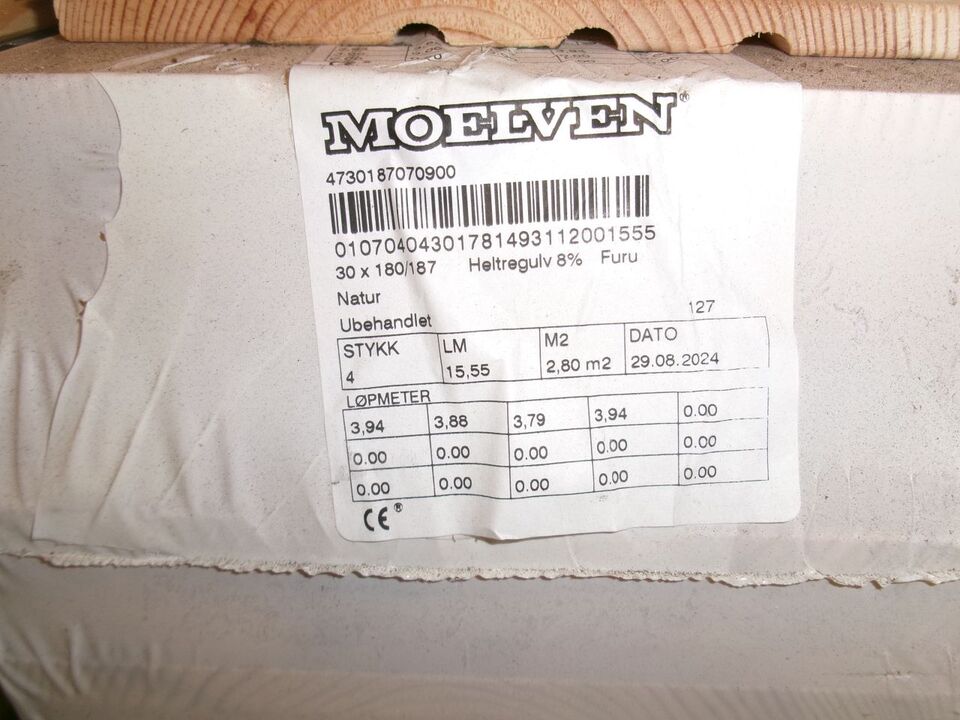 MOELVEN®
4730187070900
01070404301781493112001555
30 x 180/187 Heltregulv 8% Furu
Natur
Ubehandlet 127
STYKK LM M2 DATO
4 15,55 2,80 m2 29.08.2024
LØPMETER
3,94 3,88 3,79 3,94 0.00
0.00 0.00 0.00 0.00 0.00
0.00 0.00 0.00 0.00 0.00
CE®